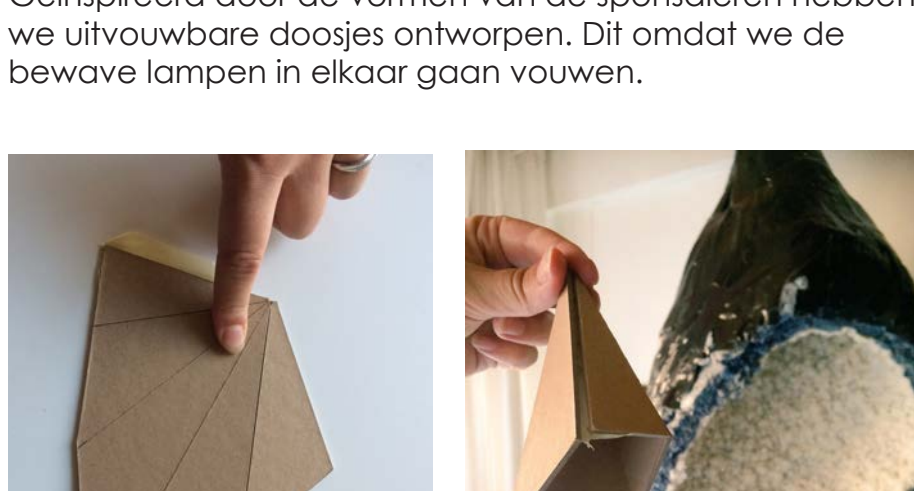 Geïnspireerd door de vormen van de sponsdieren hebben
we uitvouwbare doosjes ontworpen. Dit omdat we de
bewave lampen in elkaar gaan vouwen.